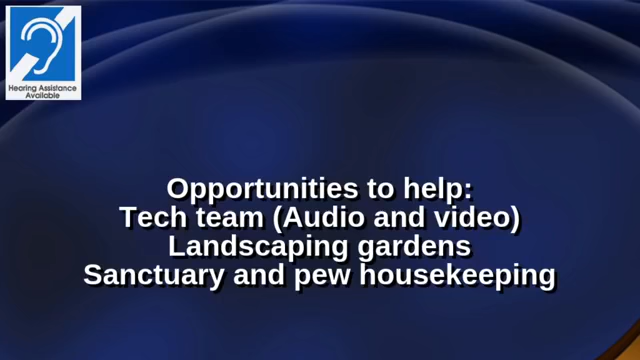 Hearing Assistance
Available
Opportunities to help:
Tech team (Audio and video)
Landscaping gardens
Sanctuary and pew housekeeping